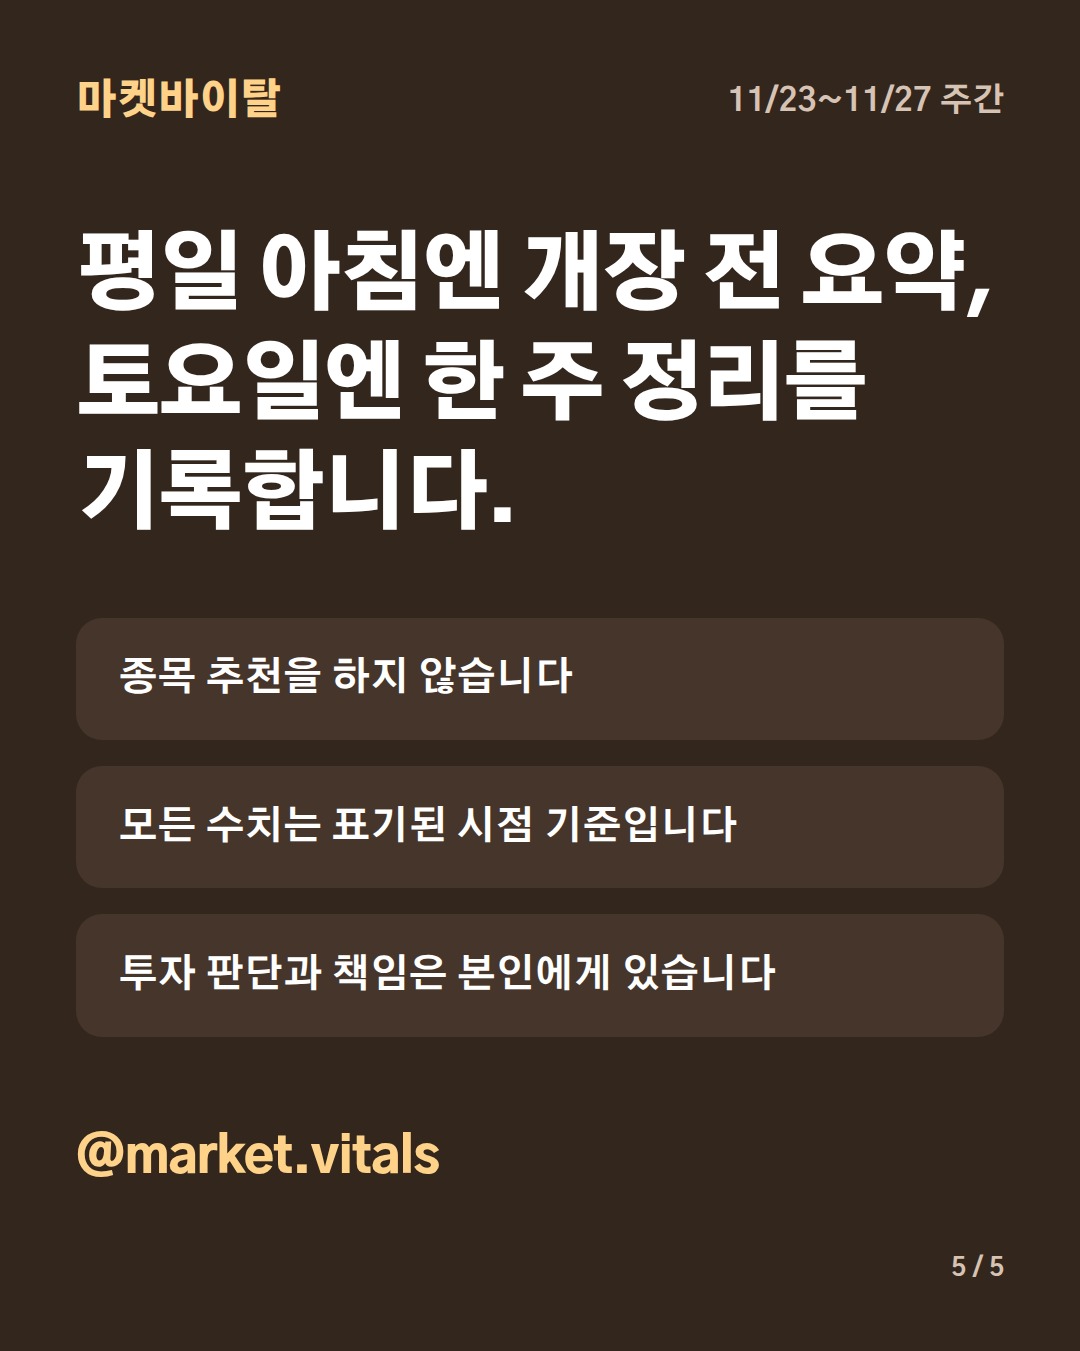 마켓바이탈
11/23~11/27 주간
평일 아침엔 개장 전 요약,
토요일엔 한 주 정리를
기록합니다.
종목 추천을 하지 않습니다
모든 수치는 표기된 시점 기준입니다
투자 판단과 책임은 본인에게 있습니다
@market.vitals
5 / 5